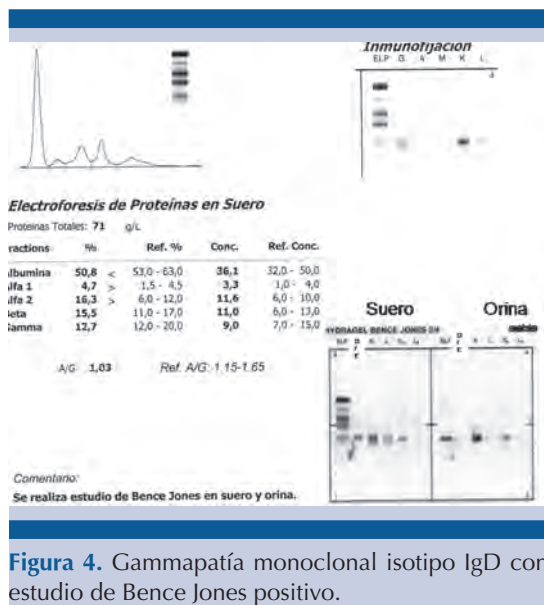 Inmunofijación
ELP G A M K L
Electroforesis de Proteínas en Suero
Proteinas Totales: 71 g/L
ractions % Ref. % Conc. Ref. Conc.
lbumina 50,8 < 53,0 - 63,0 36,1 32,0 - 50,0
lfa 1 4,7 > 1,5 - 4,5 3,3 1,0 - 4,0
lfa 2 16,3 > 6,0 - 12,0 11,6 6,0 - 10,0
eta 15,5 11,0 - 17,0 11,0 6,0 - 13,0
amma 12,7 12,0 - 20,0 9,0 7,0 - 15,0
A/G 1,03 Ref. A/G: 1.15-1.65
Suero Orina
HYDRAGEL BENCE JONES
Comentario:
Se realiza estudio de Bence Jones en suero y orina.
Figura 4. Gammapatía monoclonal isotipo IgD con
estudio de Bence Jones positivo.